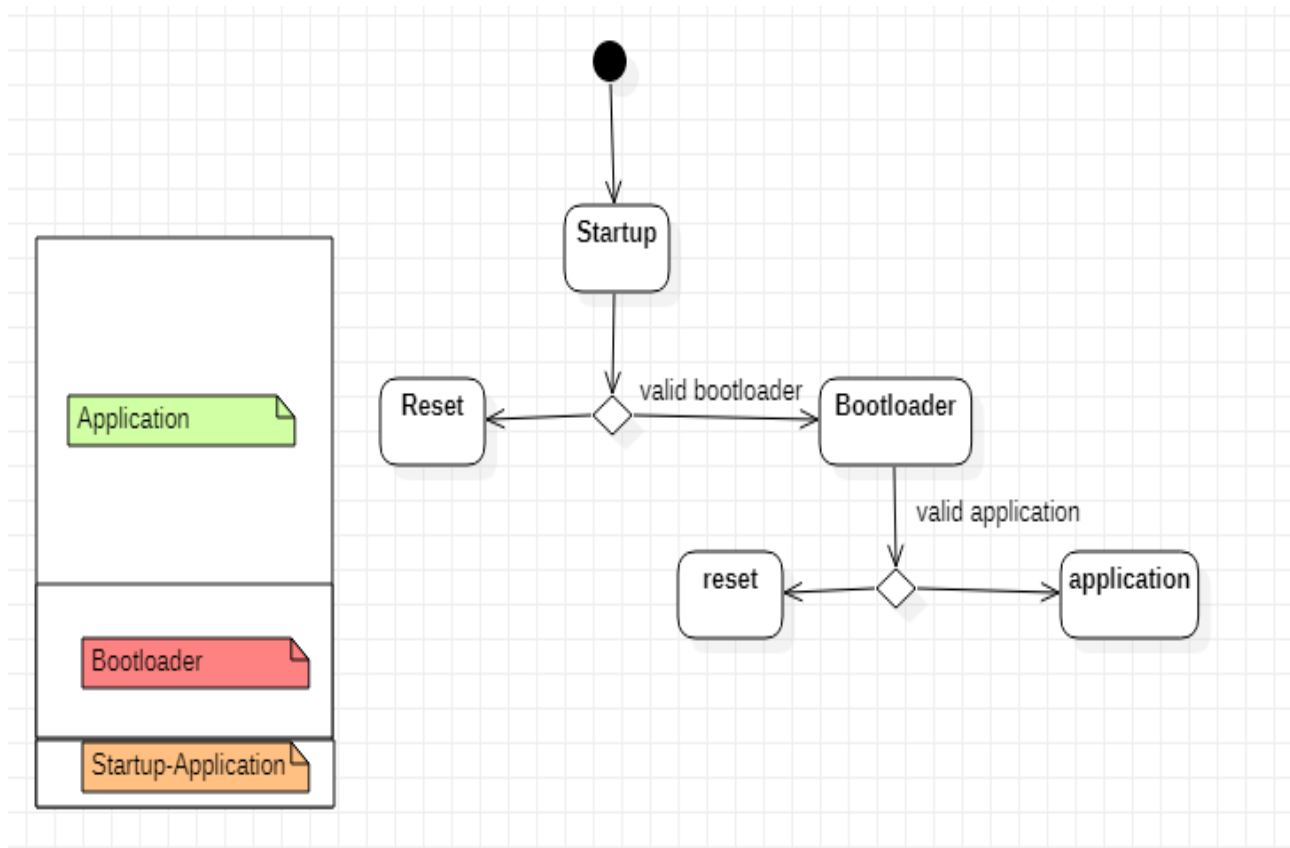 Startup
Reset
valid bootloader
Bootloader
Application
valid application
reset
application
Bootloader
Startup-Application